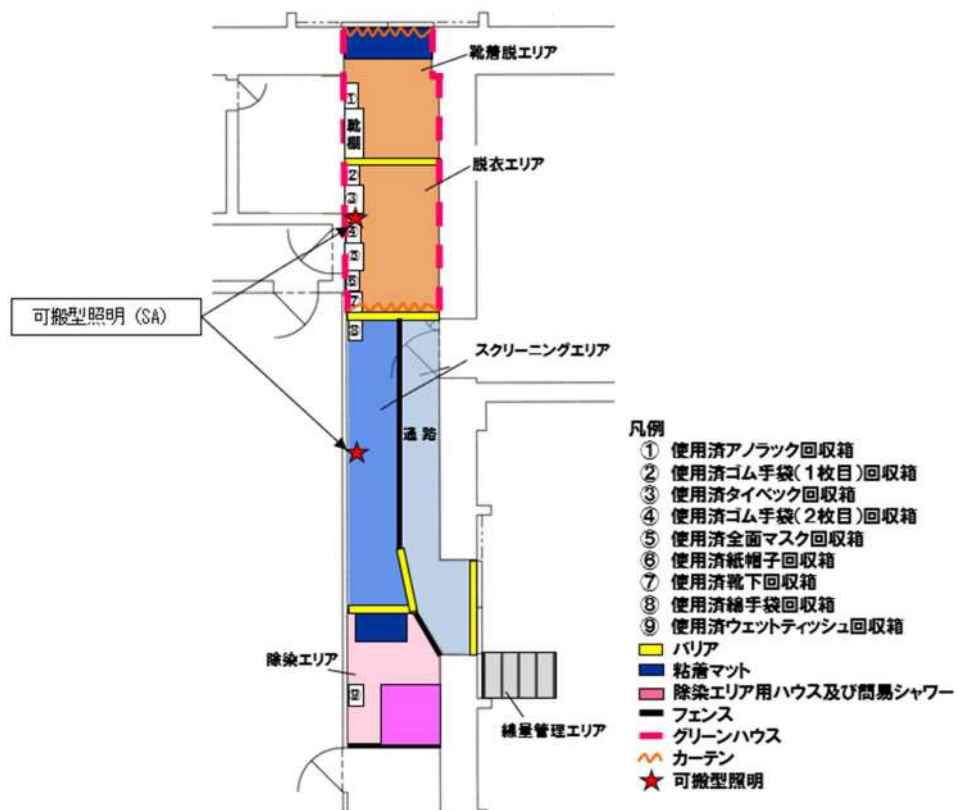 靴着脱エリア
①
靴棚
脱衣エリア
②
③
④
⑤
⑥
⑦
可搬型照明 (SA)
⑧
スクリーニングエリア
通路
除染エリア
⑨
線量管理エリア
凡例
① 使用済アノラック回収箱
② 使用済ゴム手袋(1枚目)回収箱
③ 使用済タイベック回収箱
④ 使用済ゴム手袋(2枚目)回収箱
⑤ 使用済全面マスク回収箱
⑥ 使用済紙帽子回収箱
⑦ 使用済靴下回収箱
⑧ 使用済綿手袋回収箱
⑨ 使用済ウェットティッシュ回収箱
バリア
粘着マット
除染エリア用ハウス及び簡易シャワー
フェンス
グリーンハウス
カーテン
可搬型照明